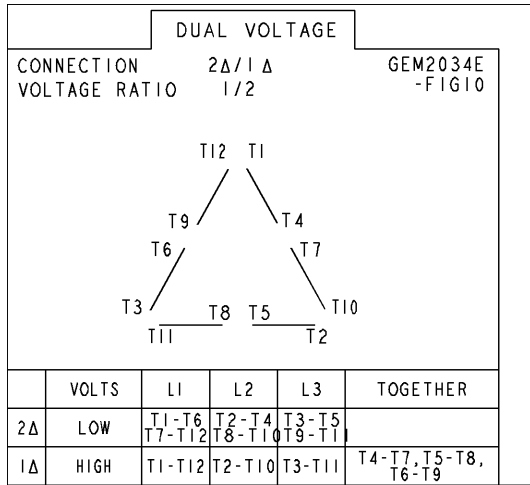 DUAL VOLTAGE
CONNECTION 2Δ/1Δ GEM2034E
VOLTAGE RATIO 1/2 -FIG10
T12 T1
T9 T4
T6 T7
T3 T8 T5 T10
T11 T2
VOLTS L1 L2 L3 TOGETHER
2Δ LOW T1-T6 T2-T4 T3-T5
T7-T12 T8-T10 T9-T11
1Δ HIGH T1-T12 T2-T10 T3-T11 T4-T7,T5-T8,
T6-T9